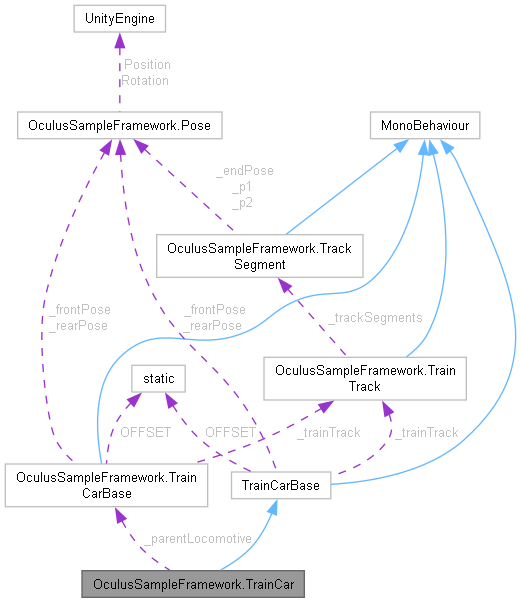 UnityEngine
Position
Rotation
OculusSampleFramework.Pose
MonoBehaviour
_endPose
_p1
_p2
OculusSampleFramework.Track
Segment
_frontPose
_rearPose
_frontPose
_rearPose
_trackSegments
static
OculusSampleFramework.Train
Track
OFFSET
OFFSET
_trainTrack
_trainTrack
OculusSampleFramework.Train
CarBase
TrainCarBase
_parentLocomotive
OculusSampleFramework.TrainCar